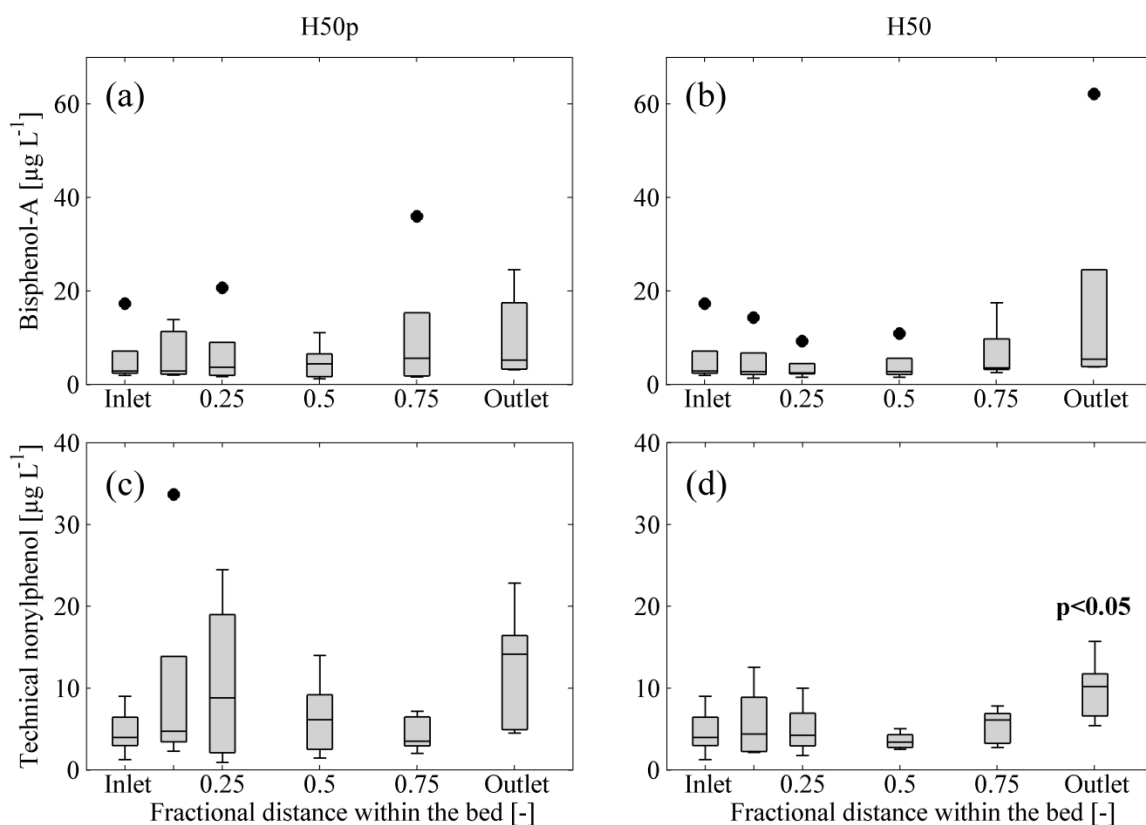 H50p
H50
(a)
Bisphenol-A [µg L⁻¹]
60
40
20
0
Inlet 0.25 0.5 0.75 Outlet
(b)
60
40
20
0
Inlet 0.25 0.5 0.75 Outlet
(c)
Technical nonylphenol [µg L⁻¹]
40
30
20
10
0
Inlet 0.25 0.5 0.75 Outlet
Fractional distance within the bed [-]
(d)
40
30
20
10
0
p<0.05
Inlet 0.25 0.5 0.75 Outlet
Fractional distance within the bed [-]